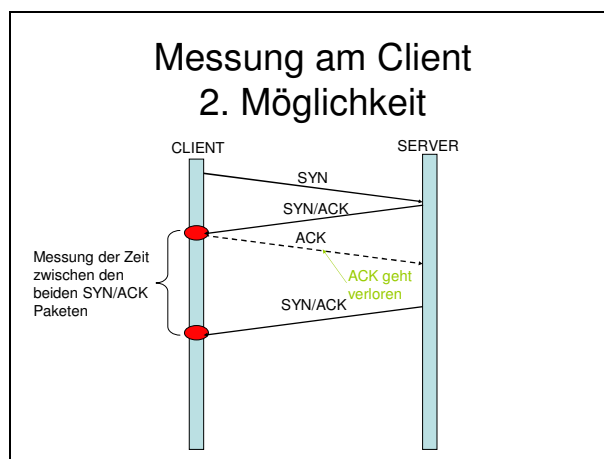 Messung am Client
2. Möglichkeit
CLIENT
SERVER
SYN
SYN/ACK
ACK
Messung der Zeit
zwischen den
beiden SYN/ACK
Paketen
ACK geht
verloren
SYN/ACK